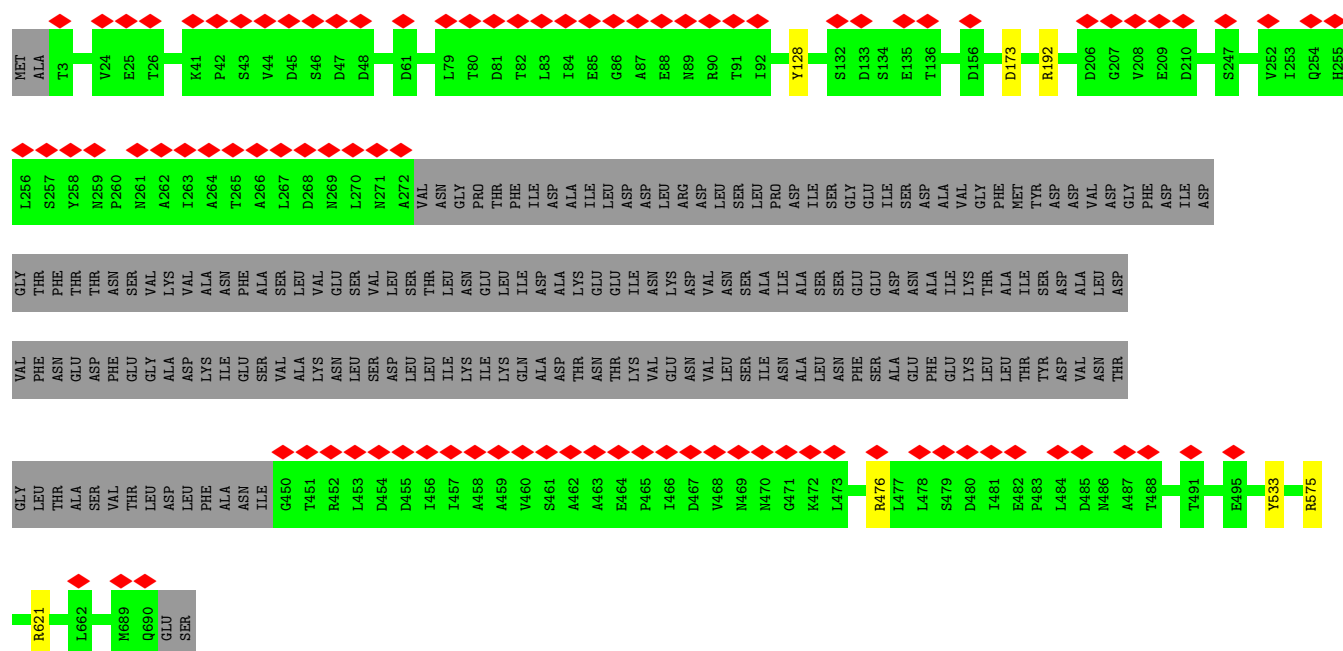 MET ALA T3 V24 E25 T26 K41 P42 S43 V44 D45 S46 D47 D48 D61 L79 T80 D81 T82 L83 I84 E85 G86 A87 E88 N89 R90 T91 I92 Y128 S132 D133 S134 E135 T136 D156 D173 R192 D206 G207 V208 E209 D210 S247 V252 I253 Q254 H255
L256 S257 Y258 N259 P260 N261 A262 I263 A264 T265 A266 L267 D268 N269 L270 N271 A272 VAL ASN GLY PRO THR PHE ILE ASP ALA ILE LEU ASP ASP LEU ARG ASP LEU SER LEU PRO ASP ILE SER GLY GLU ILE SER ASP ALA VAL GLY PHE MET TYR ASP ASP VAL ASP GLY PHE ASP ILE ASP
GLY THR PHE THR THR ASN SER VAL LYS VAL ALA ASN PHE ALA SER LEU VAL GLU SER VAL LEU SER THR LEU ASN GLU LEU ILE ASP ALA LYS GLU GLU ILE ASN LYS ASP VAL ASN SER ALA ILE ALA SER SER GLU GLU ASP ASN ALA ILE LYS THR ALA ILE SER ASP ALA LEU ASP
VAL PHE ASN GLU ASP PHE GLU GLY ALA ASP LYS ILE GLU SER VAL ALA LYS ASN LEU SER ASP LEU LEU ILE LYS ILE LYS GLN ALA ASP THR ASN THR LYS VAL GLU ASN VAL LEU SER ILE ASN ALA LEU ASN PHE SER ALA GLU PHE GLU LYS LEU LEU THR TYR ASP VAL ASN THR
GLY LEU THR ALA SER VAL THR LEU ASP LEU PHE ALA ASN ILE G450 T451 R452 L453 D454 D455 I456 I457 A458 A459 V460 S461 A462 A463 E464 P465 I466 D467 V468 N469 N470 G471 K472 L473 R476 L477 L478 S479 D480 I481 E482 P483 L484 D485 N486 A487 T488 T491 E495 Y533 R575
R621 L662 M689 Q690 GLU SER